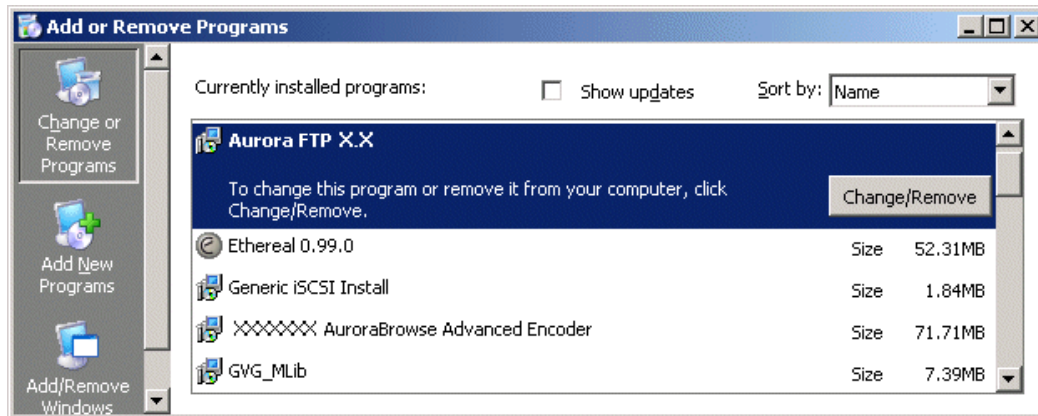 Add or Remove Programs
Change or
Remove
Programs
Add New
Programs
Add/Remove
Windows
Currently installed programs:
Show updates
Sort by: Name
Aurora FTP X.X
To change this program or remove it from your computer, click
Change/Remove.
Change/Remove
Ethereal 0.99.0 Size 52.31MB
Generic iSCSI Install Size 1.84MB
XXXXXXX AuroraBrowse Advanced Encoder Size 71.71MB
GVG_MLib Size 7.39MB